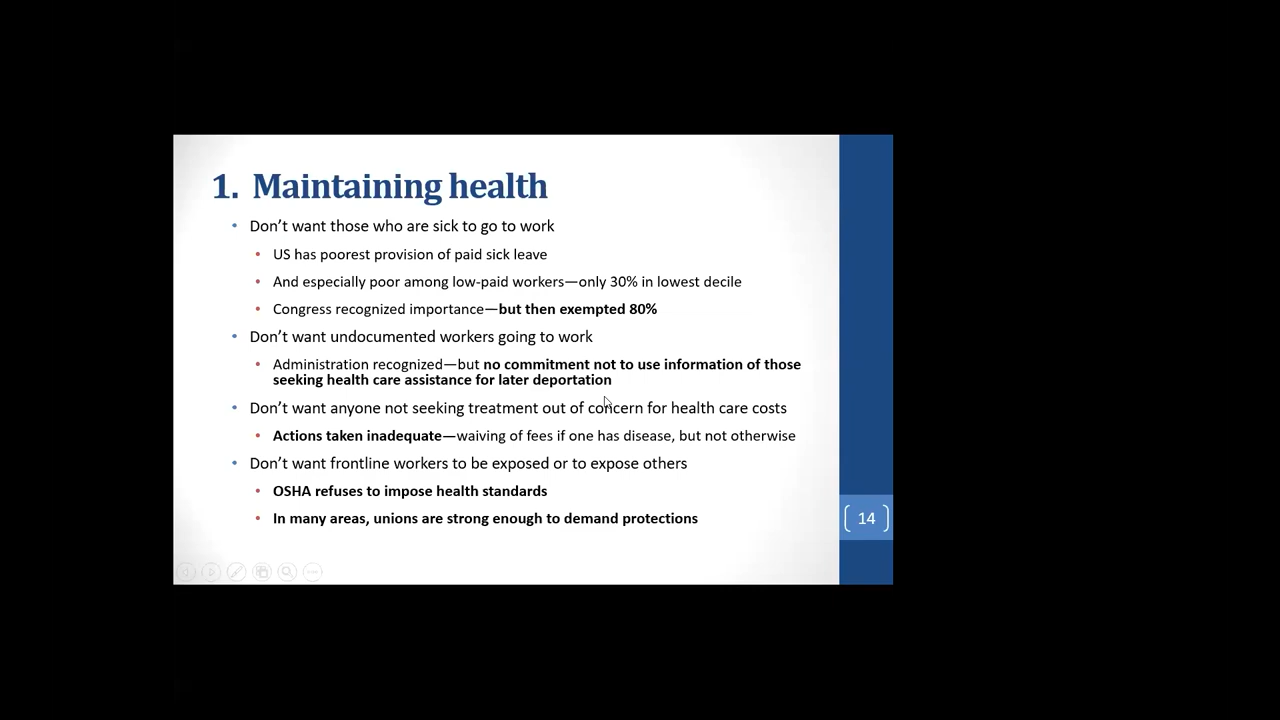 1. Maintaining health
• Don't want those who are sick to go to work
• US has poorest provision of paid sick leave
• And especially poor among low-paid workers—only 30% in lowest decile
• Congress recognized importance—but then exempted 80%
• Don't want undocumented workers going to work
• Administration recognized—but no commitment not to use information of those
seeking health care assistance for later deportation
• Don't want anyone not seeking treatment out of concern for health care costs
• Actions taken inadequate—waiving of fees if one has disease, but not otherwise
• Don't want frontline workers to be exposed or to expose others
• OSHA refuses to impose health standards
• In many areas, unions are strong enough to demand protections
14